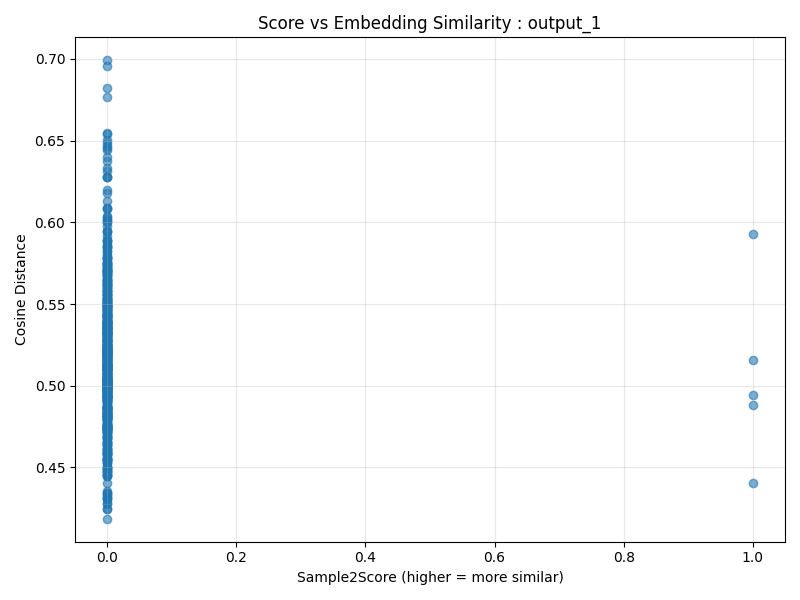 Score vs Embedding Similarity : output_1
Cosine Distance
0.70
0.65
0.60
0.55
0.50
0.45
0.0 0.2 0.4 0.6 0.8 1.0
Sample2Score (higher = more similar)